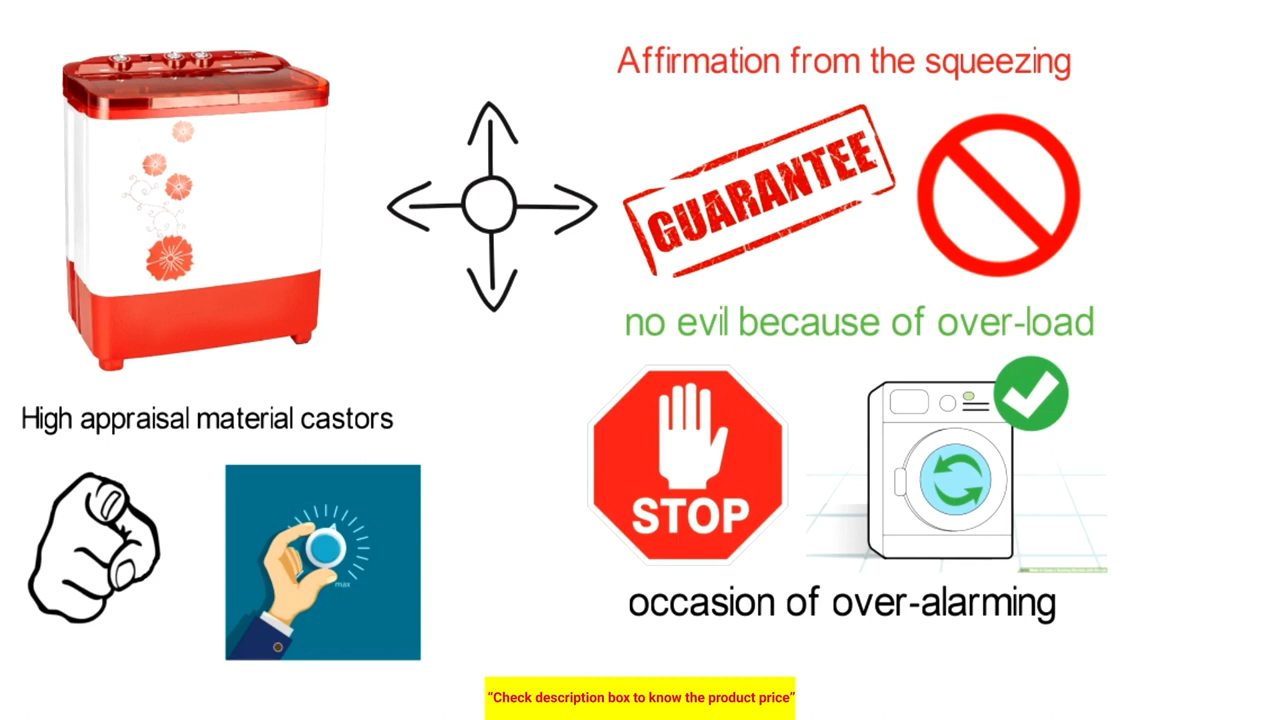 Affirmation from the squeezing
GUARANTEE
no evil because of over-load
High appraisal material castors
STOP
max
occasion of over-alarming
“Check description box to know the product price”